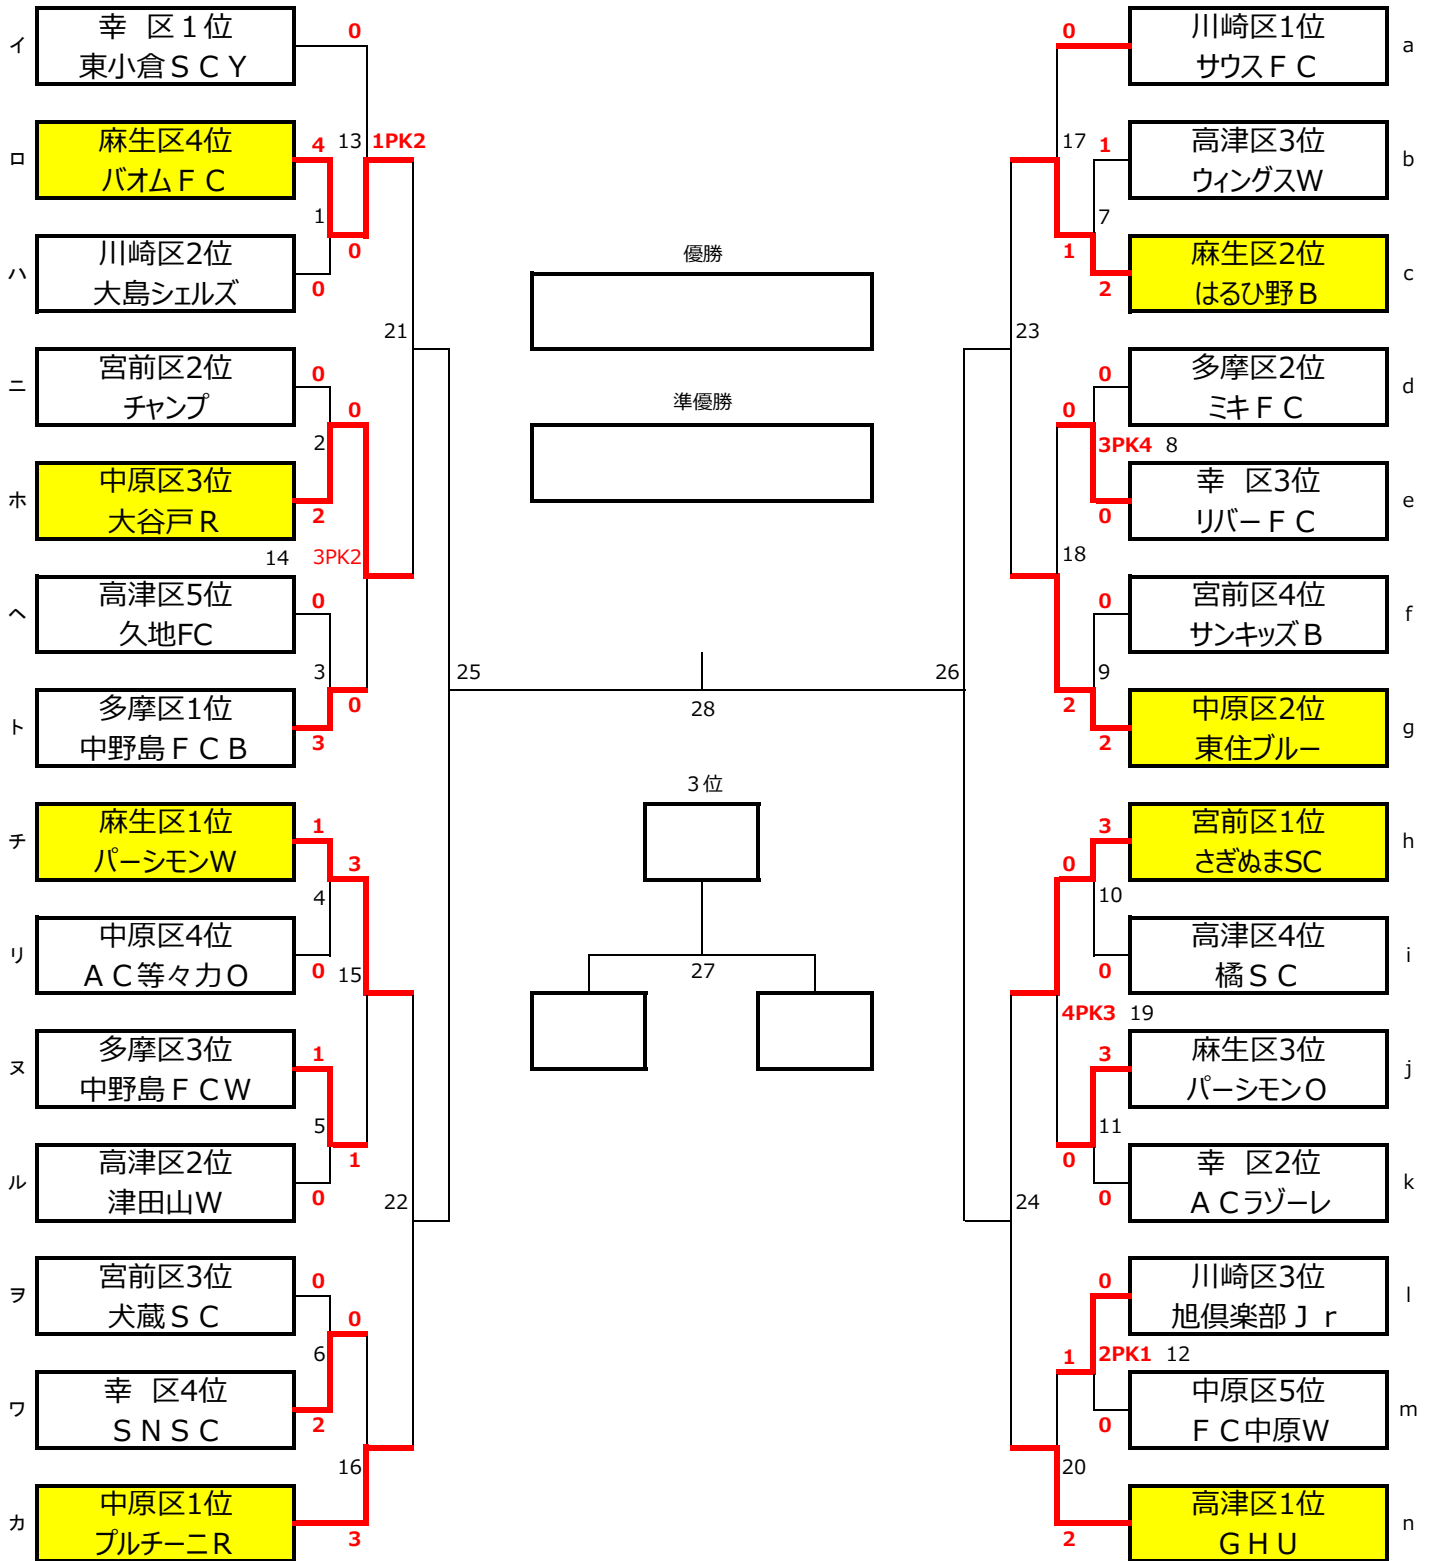 イ
幸 区１位
東小倉ＳＣＹ
0
ロ
麻生区4位
バオムＦＣ
4
13
1PK2
1
0
ハ
川崎区2位
大島シェルズ
0
21
ニ
宮前区2位
チャンプ
0
0
2
ホ
中原区3位
大谷戸Ｒ
2
14
3PK2
ヘ
高津区5位
久地FC
0
3
0
ト
多摩区1位
中野島ＦＣＢ
3
25
チ
麻生区1位
パーシモンW
1
3
4
リ
中原区4位
ＡＣ等々力Ｏ
0
15
ヌ
多摩区3位
中野島ＦＣＷ
1
5
1
ル
高津区2位
津田山W
0
22
ヲ
宮前区3位
犬蔵ＳＣ
0
0
6
ワ
幸 区4位
ＳＮＳＣ
2
16
カ
中原区1位
プルチーニＲ
3
優勝
準優勝
28
３位
27
0
川崎区1位
サウスＦＣ
a
17
1
高津区3位
ウィングスW
b
7
1
2
麻生区2位
はるひ野Ｂ
c
23
0
多摩区2位
ミキＦＣ
d
0
3PK4 8
0
幸 区3位
リバーＦＣ
e
18
0
宮前区4位
サンキッズＢ
f
26
9
2
2
中原区2位
東住ブルー
g
3
宮前区1位
さぎぬまSC
h
0
10
0
高津区4位
橘ＳＣ
i
4PK3 19
3
麻生区3位
パーシモンＯ
j
11
0
0
幸 区2位
ＡＣラゾーレ
k
24
0
川崎区3位
旭倶楽部Ｊｒ
l
1
2PK1 12
0
中原区5位
ＦＣ中原W
m
20
2
高津区1位
ＧＨＵ
n